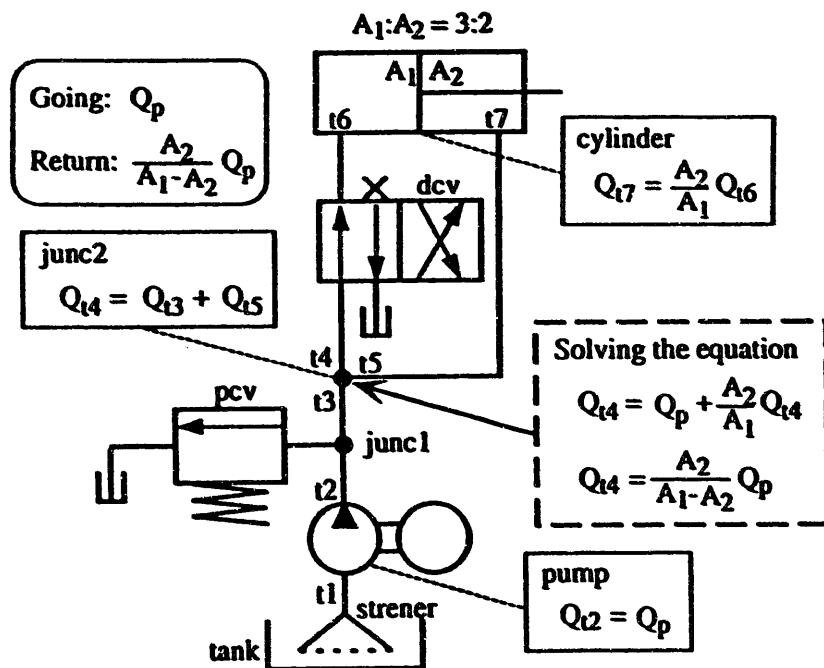 A1:A2 = 3:2
Going: Qp
Return: A2/(A1-A2) Qp
A1 A2
t6 t7
cylinder
Qt7 = A2/A1 Qt6
dcv
junc2
Qt4 = Qt3 + Qt5
t4 t5
t3
Solving the equation
Qt4 = Qp + A2/A1 Qt4
Qt4 = A2/(A1-A2) Qp
pcv
junc1
t2
pump
Qt2 = Qp
t1
strener
tank